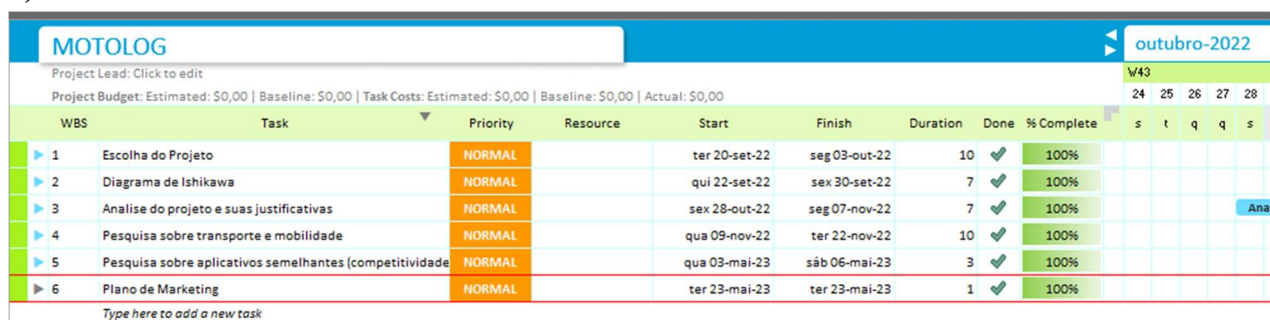 MOTOLOG outubro-2022
Project Lead: Click to edit W43
Project Budget: Estimated: $0,00 | Baseline: $0,00 | Task Costs: Estimated: $0,00 | Baseline: $0,00 | Actual: $0,00 24 25 26 27 28
WBS Task Priority Resource Start Finish Duration Done % Complete s t q q s
1 Escolha do Projeto NORMAL ter 20-set-22 seg 03-out-22 10 100%
2 Diagrama de Ishikawa NORMAL qui 22-set-22 sex 30-set-22 7 100%
3 Analise do projeto e suas justificativas NORMAL sex 28-out-22 seg 07-nov-22 7 100% Ana
4 Pesquisa sobre transporte e mobilidade NORMAL qua 09-nov-22 ter 22-nov-22 10 100%
5 Pesquisa sobre aplicativos semelhantes (competitividade NORMAL qua 03-mai-23 sáb 06-mai-23 3 100%
6 Plano de Marketing NORMAL ter 23-mai-23 ter 23-mai-23 1 100%
Type here to add a new task